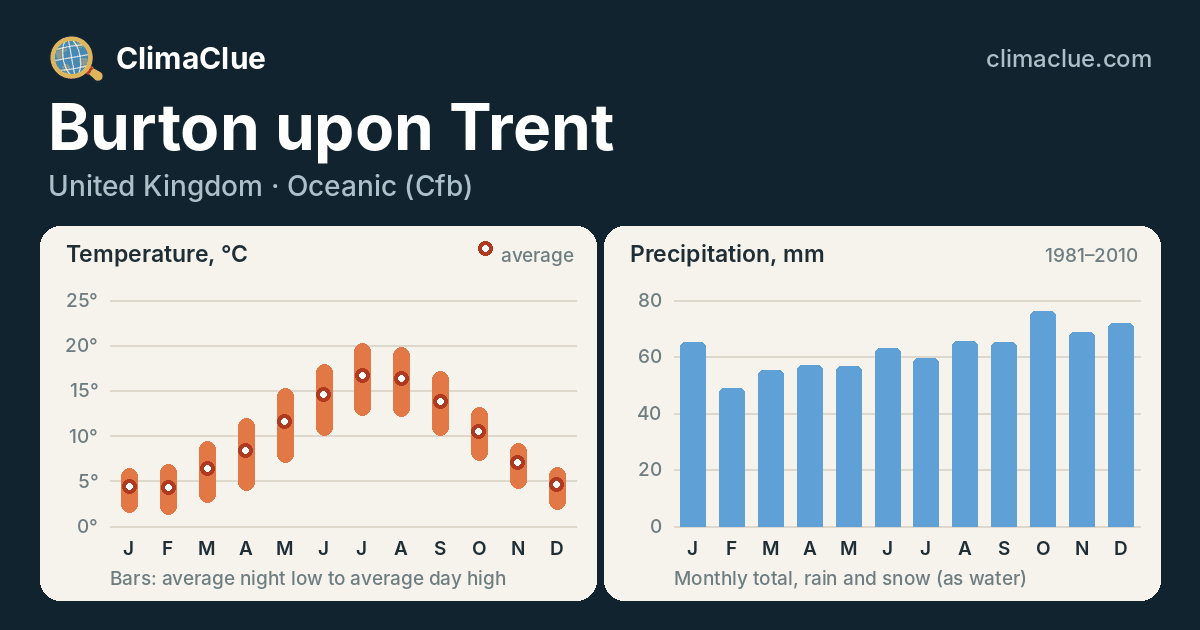 ClimaClue
climaclue.com
Burton upon Trent
United Kingdom · Oceanic (Cfb)
Temperature, °C
average
25°
20°
15°
10°
5°
0°
J F M A M J J A S O N D
Bars: average night low to average day high
Precipitation, mm
1981–2010
80
60
40
20
0
J F M A M J J A S O N D
Monthly total, rain and snow (as water)